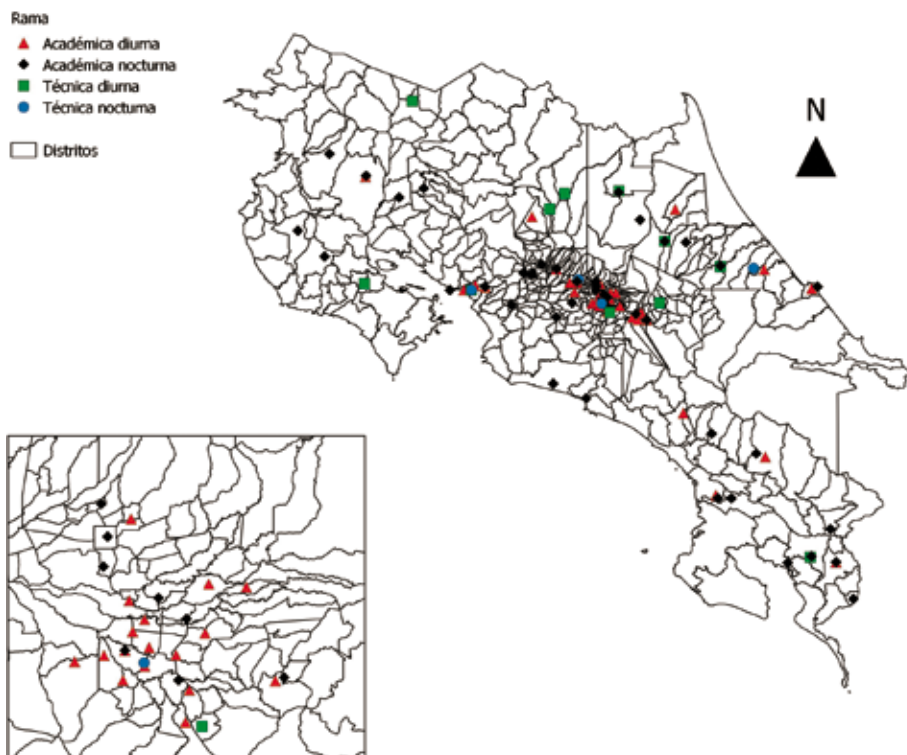 Rama
Académica diurna
Académica nocturna
Técnica diurna
Técnica nocturna
Distritos
N